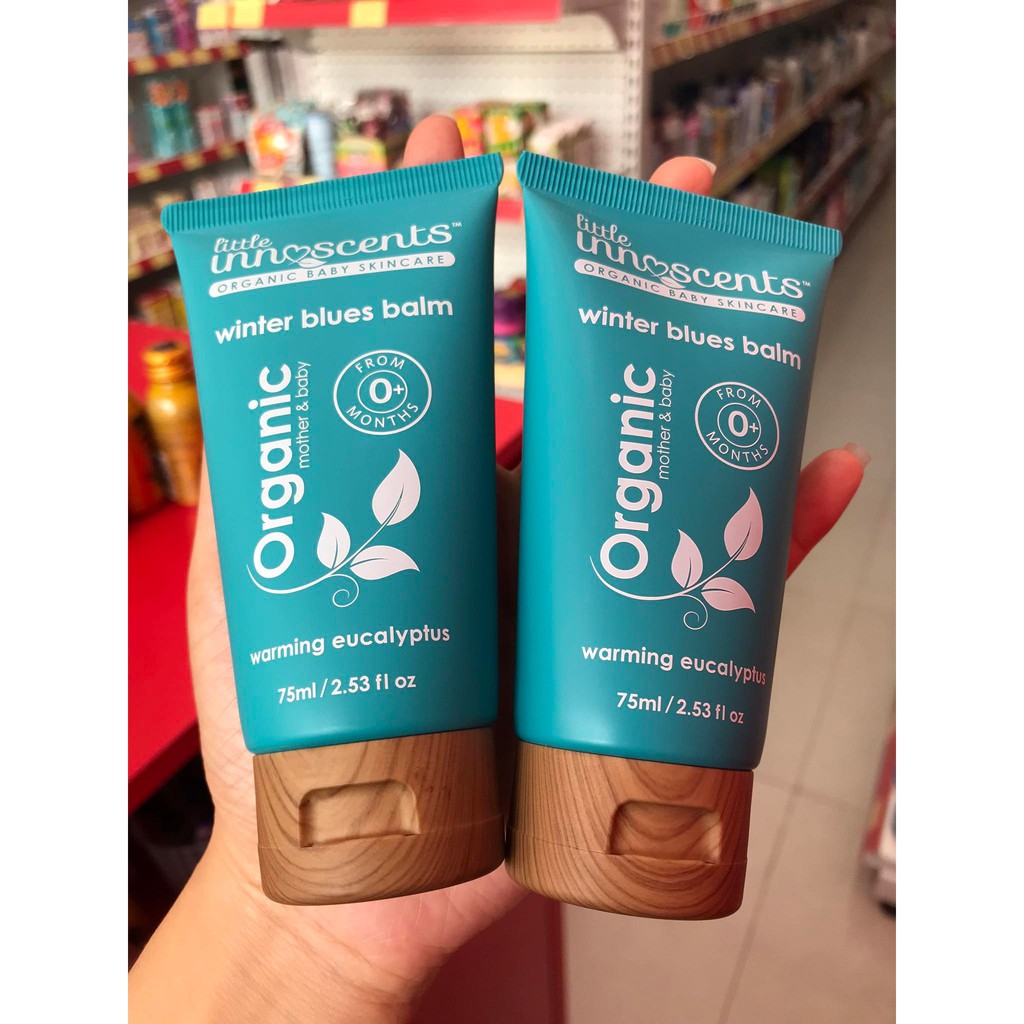 little
innoscents™
ORGANIC BABY SKINCARE
winter blues balm
Organic
mother & baby
FROM
0+
MONTHS
warming eucalyptus
75ml / 2.53 fl oz
little
innoscents™
ORGANIC BABY SKINCARE
winter blues balm
Organic
mother & baby
FROM
0+
MONTHS
warming eucalyptus
75ml / 2.53 fl oz